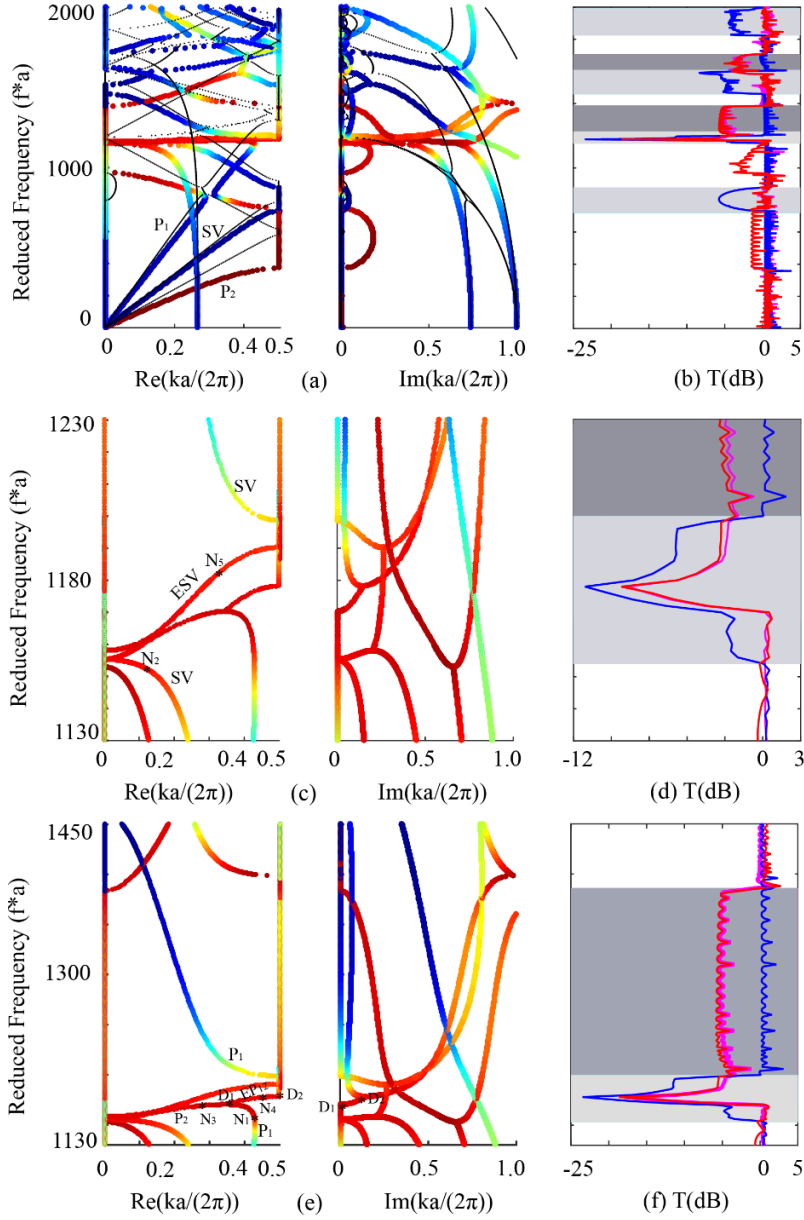 Reduced Frequency (f*a)
2000
1000
0
P₁
SV
P₂
0
0.2
0.4
0.5
Re(ka/(2π))
0
0.5
1.0
Im(ka/(2π))
(a)
-25
0
5
(b) T(dB)
Reduced Frequency (f*a)
1230
1180
1130
SV
N₅
ESV
N₂
SV
0
0.2
0.4
0.5
Re(ka/(2π))
0
0.5
1.0
Im(ka/(2π))
(c)
-12
0
3
(d) T(dB)
Reduced Frequency (f*a)
1450
1300
1130
P₁
D₁
EP₁₂
D₂
P₂
N₃
N₁
N₄
P₁
D₁
D₂
0
0.2
0.4
0.5
Re(ka/(2π))
0
0.5
1.0
Im(ka/(2π))
(e)
-25
0
5
(f) T(dB)